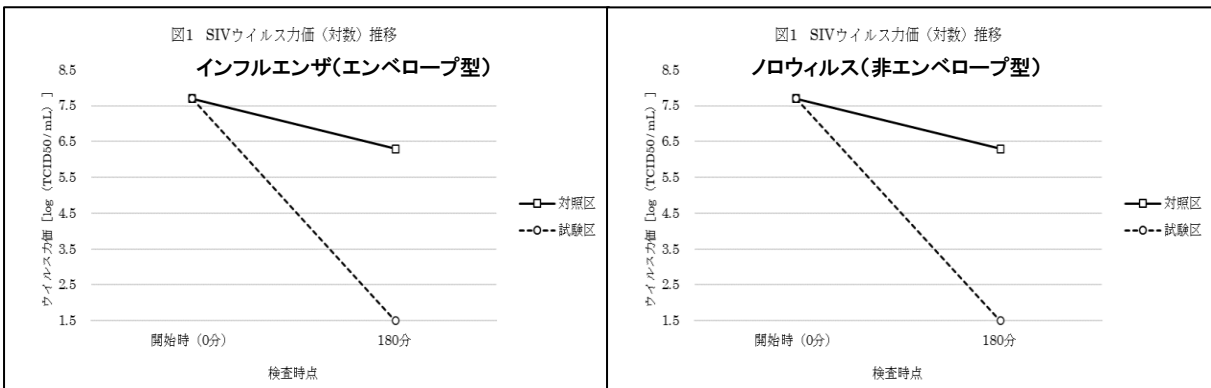 図1 SIVウイルス力価（対数）推移
インフルエンザ(エンベロープ型)
ウイルス力価［log（TCID50/mL）］
8.5
7.5
6.5
5.5
4.5
3.5
2.5
1.5
開始時（0分）
180分
検査時点
対照区
試験区
図1 SIVウイルス力価（対数）推移
ノロウィルス(非エンベロープ型)
ウイルス力価［log（TCID50/mL）］
8.5
7.5
6.5
5.5
4.5
3.5
2.5
1.5
開始時（0分）
180分
検査時点
対照区
試験区